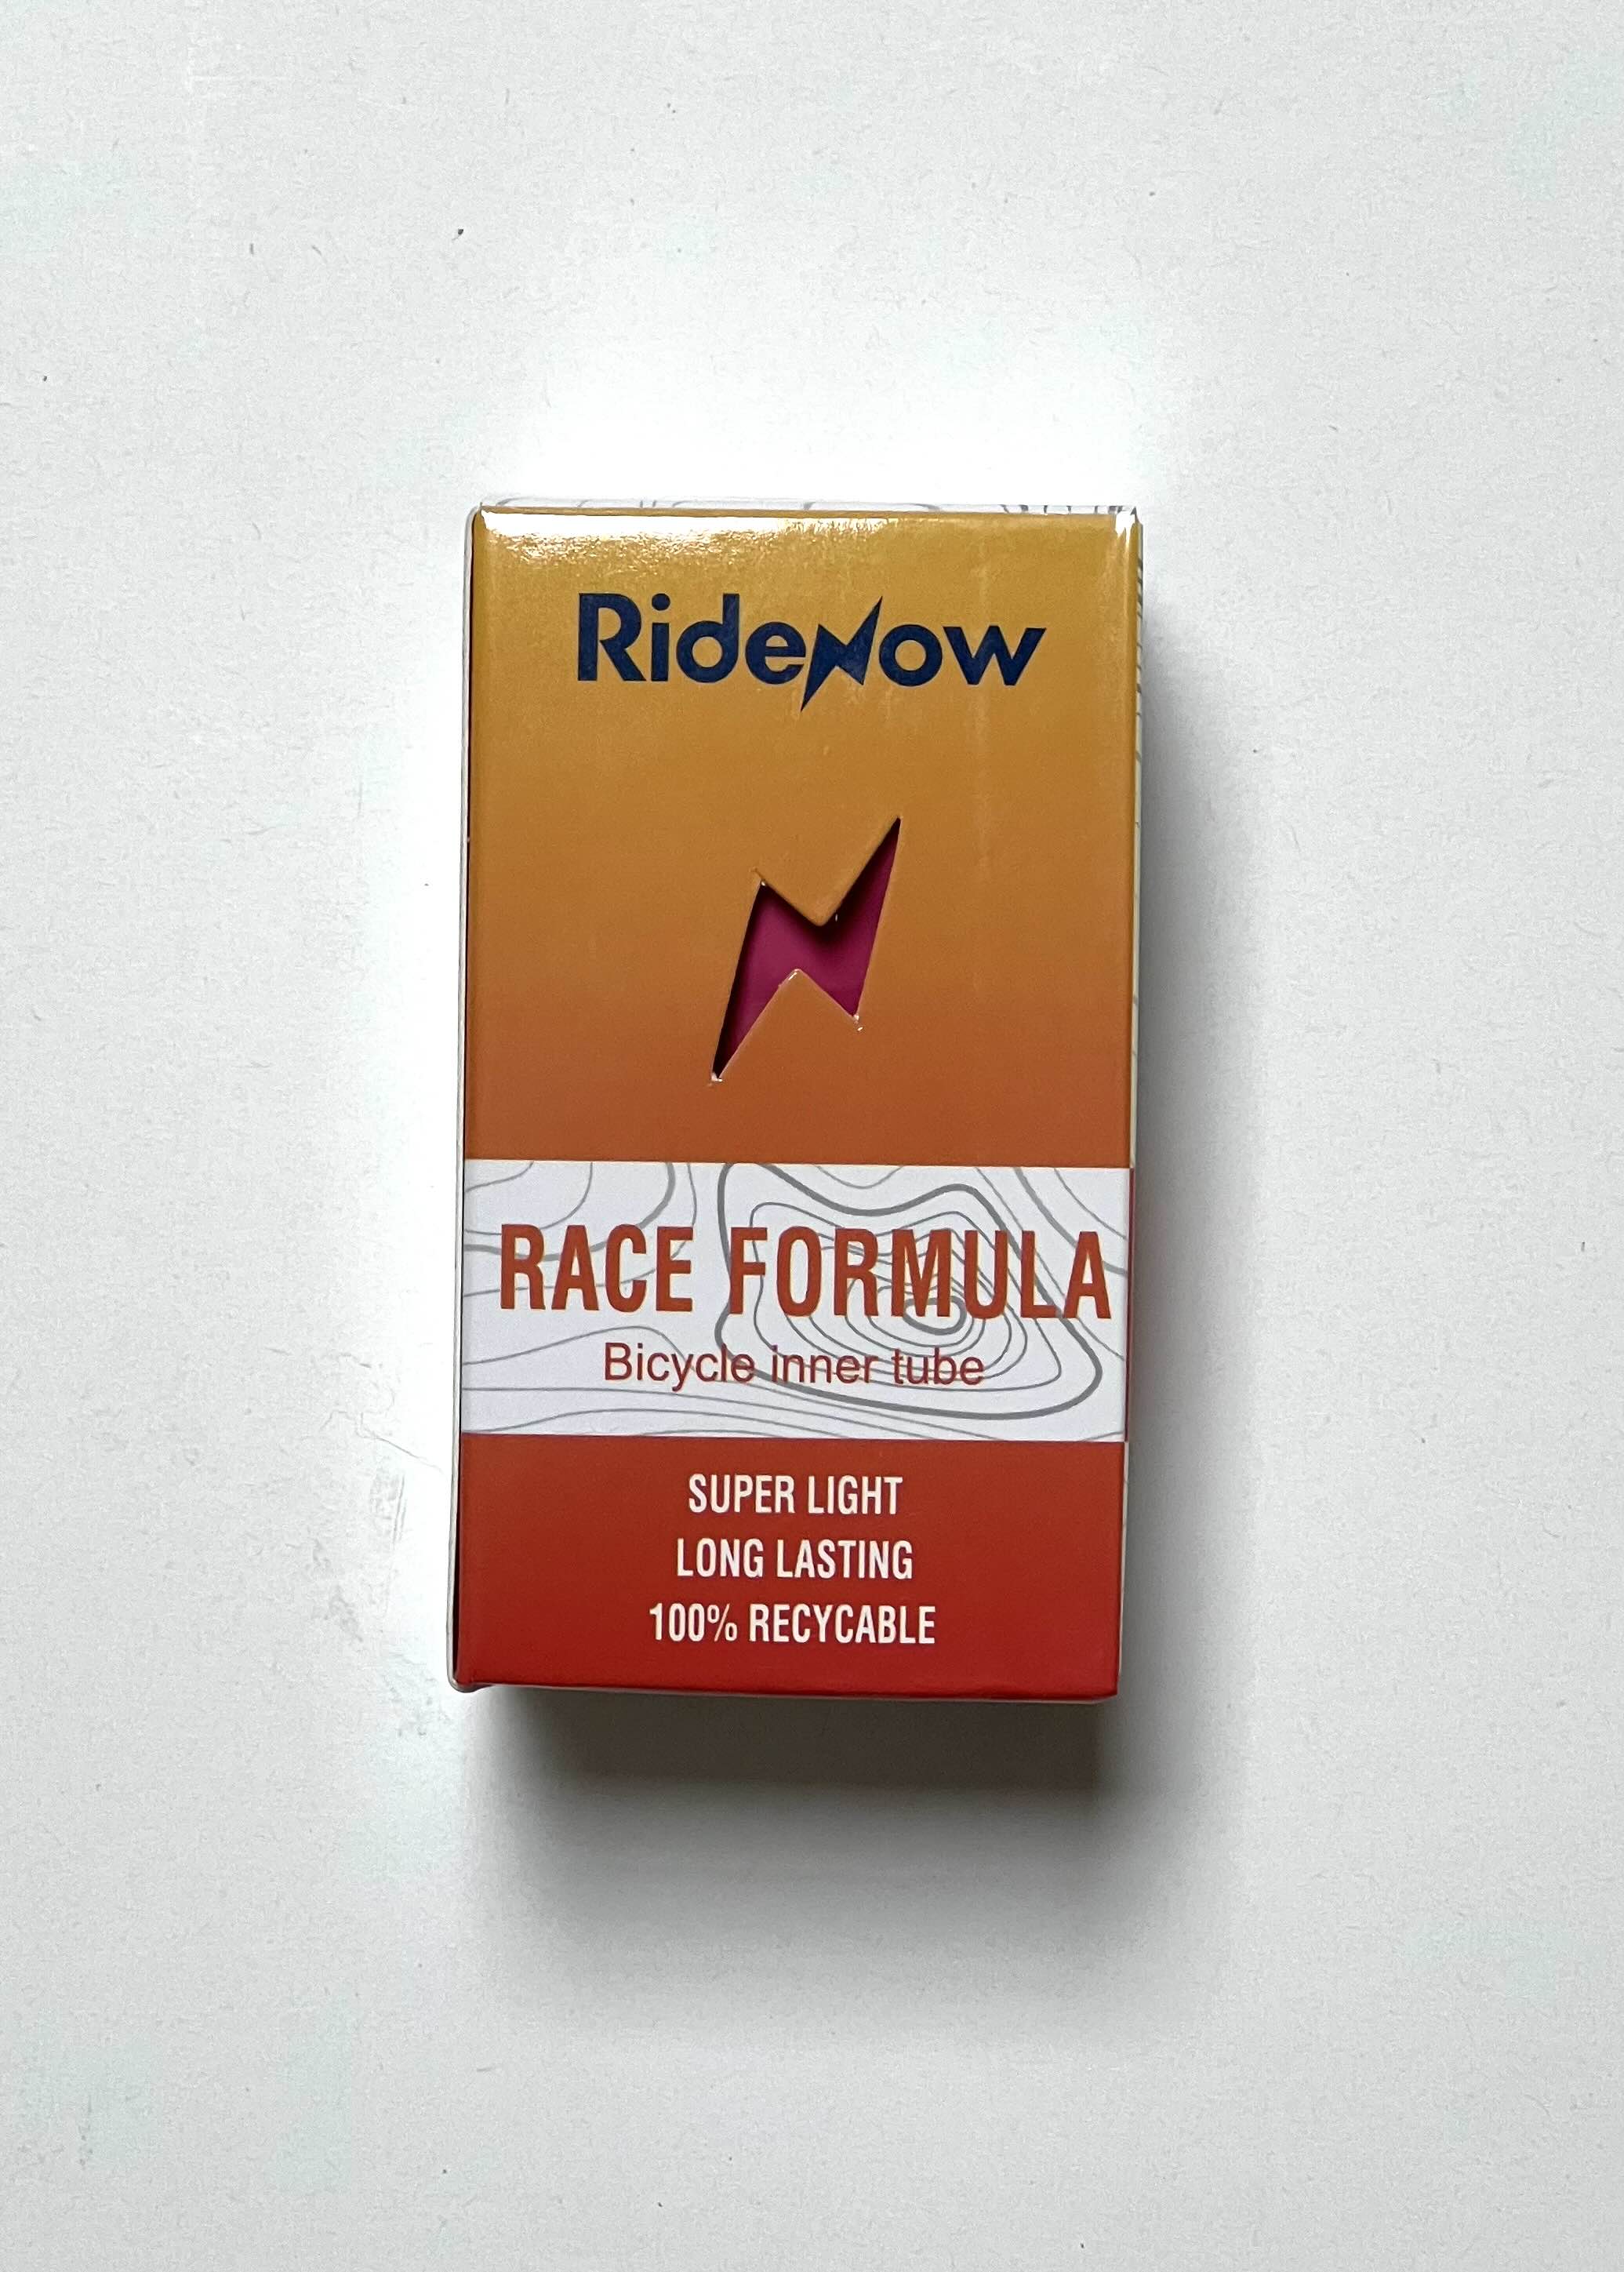 RideNow
RACE FORMULA
Bicycle inner tube
SUPER LIGHT
LONG LASTING
100% RECYCABLE